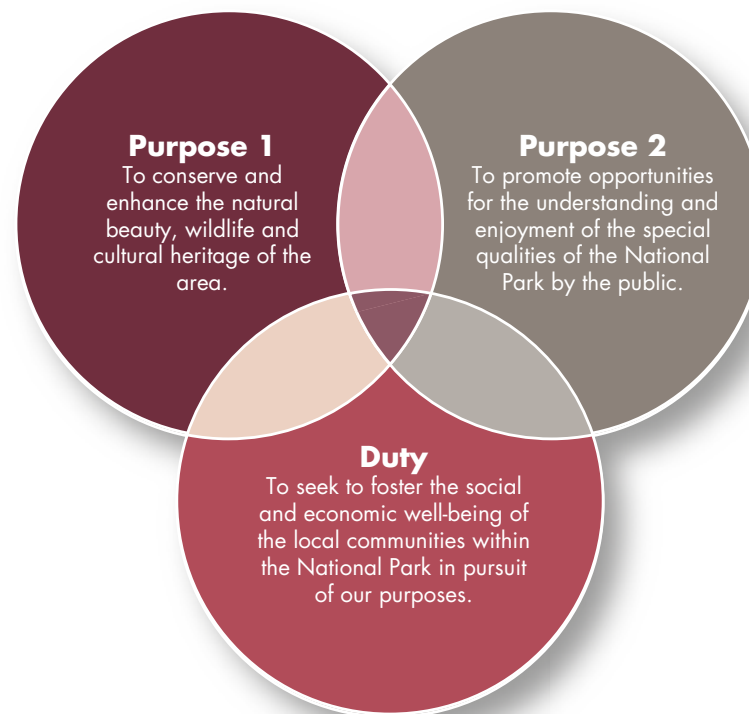 Purpose 1
To conserve and
enhance the natural
beauty, wildlife and
cultural heritage of the
area.
Purpose 2
To promote opportunities
for the understanding and
enjoyment of the special
qualities of the National
Park by the public.
Duty
To seek to foster the social
and economic well-being of
the local communities within
the National Park in pursuit
of our purposes.